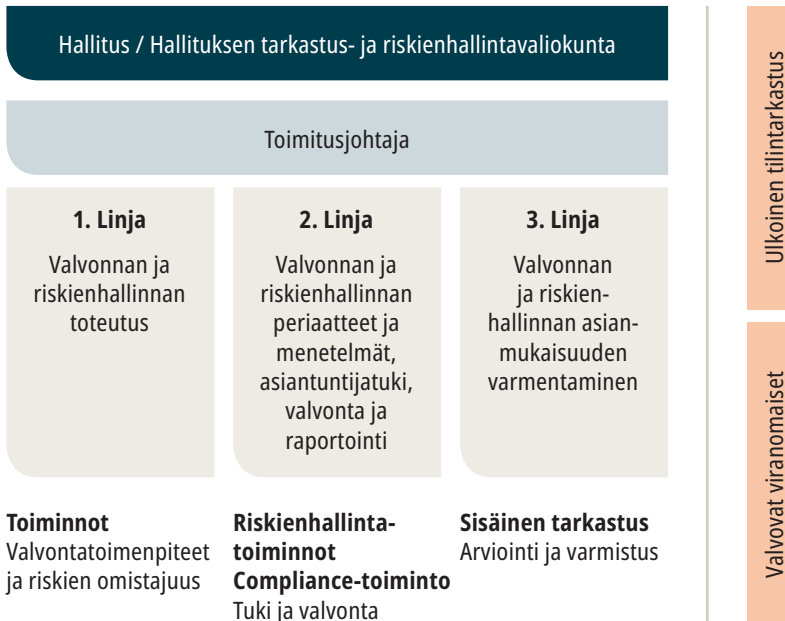 Hallitus / Hallituksen tarkastus- ja riskienhallintavaliokunta
Toimitusjohtaja
1. Linja
Valvonnan ja
riskienhallinnan
toteutus
2. Linja
Valvonnan ja
riskienhallinnan
periaatteet ja
menetelmät,
asiantuntijatuki,
valvonta ja
raportointi
3. Linja
Valvonnan
ja riskien-
hallinnan asian-
mukaisuuden
varmentaminen
Toiminnot
Valvontatoimenpiteet
ja riskien omistajuus
Riskienhallinta-
toiminnot
Compliance-toiminto
Tuki ja valvonta
Sisäinen tarkastus
Arviointi ja varmistus
Ulkoinen tilintarkastus
Valvovat viranomaiset